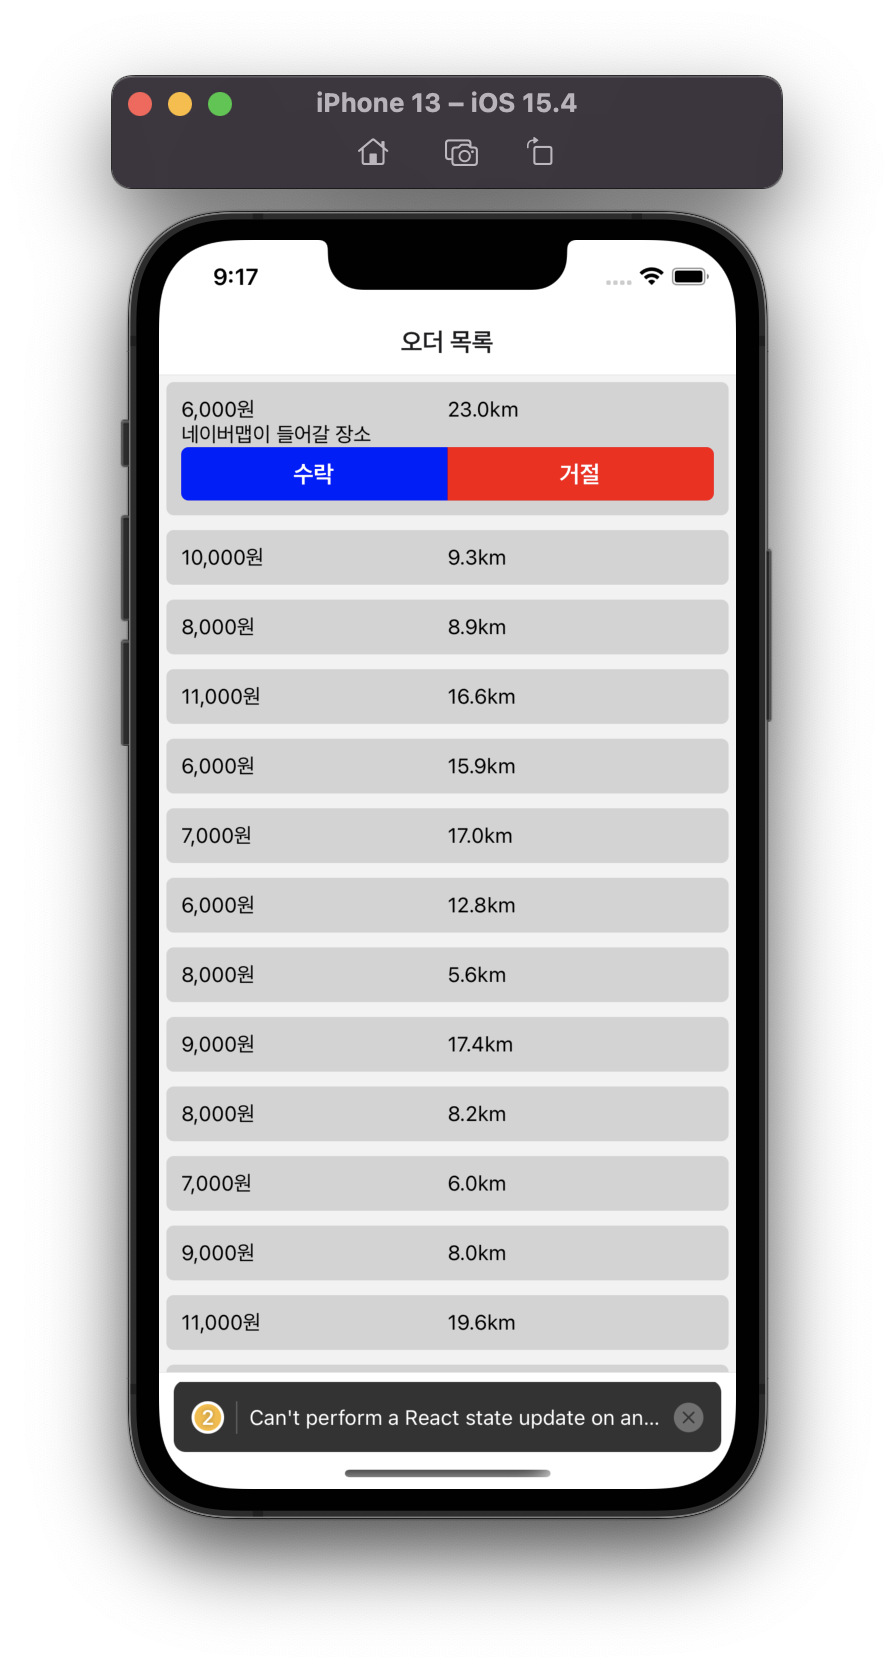 iPhone 13 – iOS 15.4
9:17
오더 목록
6,000원 23.0km
네이버맵이 들어갈 장소
수락 거절
10,000원 9.3km
8,000원 8.9km
11,000원 16.6km
6,000원 15.9km
7,000원 17.0km
6,000원 12.8km
8,000원 5.6km
9,000원 17.4km
8,000원 8.2km
7,000원 6.0km
9,000원 8.0km
11,000원 19.6km
2 Can't perform a React state update on an...